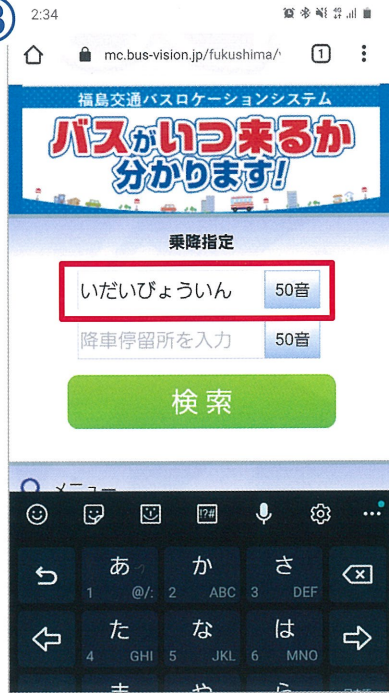 2:34
mc.bus-vision.jp/fukushima/
1
福島交通バスロケーションシステム
バスがいつ来るか
分かります!
乗降指定
いだいびょういん 50音
降車停留所を入力 50音
検索
メニュー
!?#
あ か さ
1 @/: 2 ABC 3 DEF
た な は
4 GHI 5 JKL 6 MNO